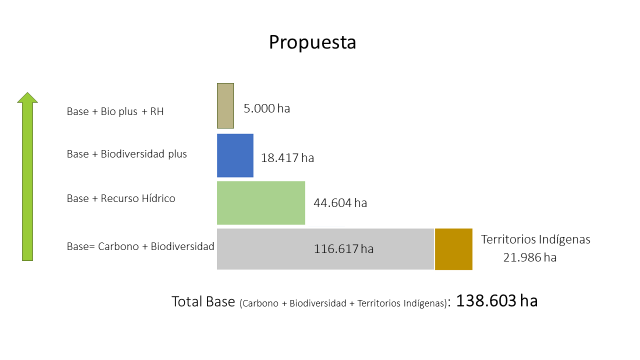 Propuesta
Base + Bio plus + RH
5.000 ha
Base + Biodiversidad plus
18.417 ha
Base + Recurso Hídrico
44.604 ha
Base= Carbono + Biodiversidad
116.617 ha
Territorios Indígenas
21.986 ha
Total Base (Carbono + Biodiversidad + Territorios Indígenas): 138.603 ha